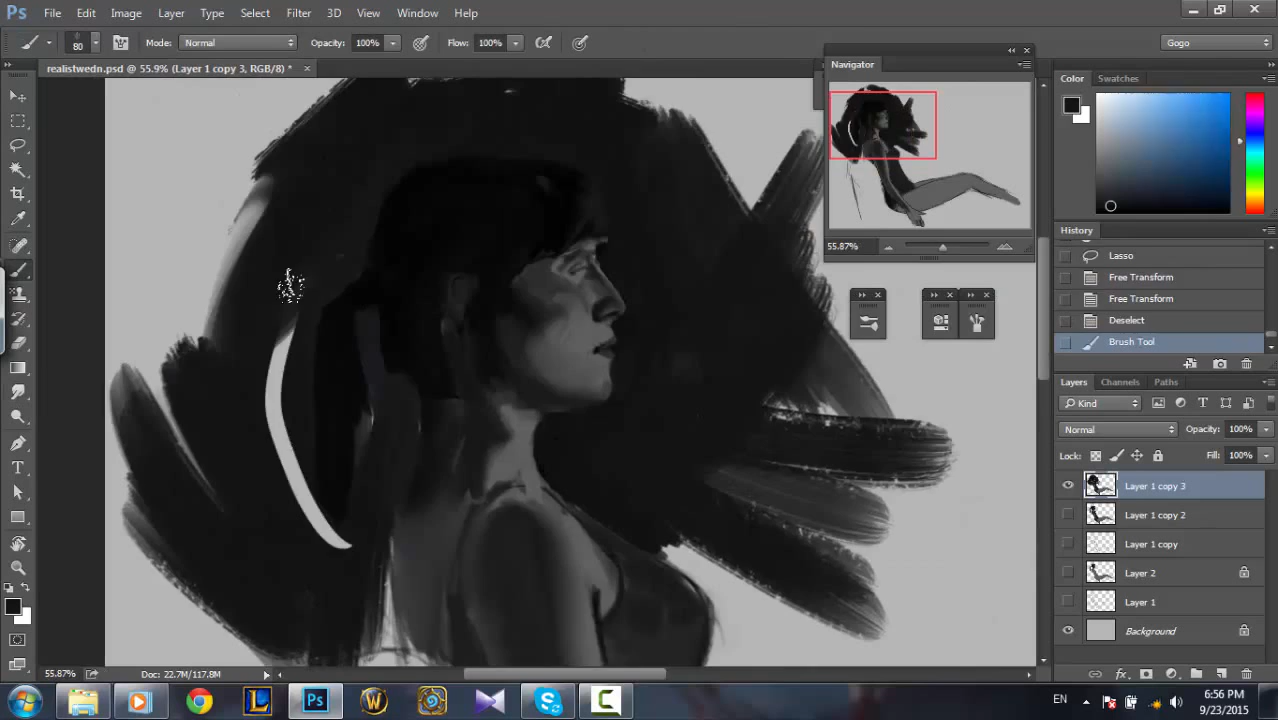 Ps File Edit Image Layer Type Select Filter 3D View Window Help
80 Mode: Normal Opacity: 100% Flow: 100% Gogo
realistwedn.psd @ 55.9% (Layer 1 copy 3, RGB/8) * ×
Navigator
55.87%
Color Swatches
History
Lasso
Free Transform
Free Transform
Deselect
Brush Tool
Layers Channels Paths
Kind
Normal Opacity: 100%
Lock: Fill: 100%
Layer 1 copy 3
Layer 1 copy 2
Layer 1 copy
Layer 2
Layer 1
Background
55.87% Doc: 22.7M/117.8M
EN 6:56 PM
9/23/2015